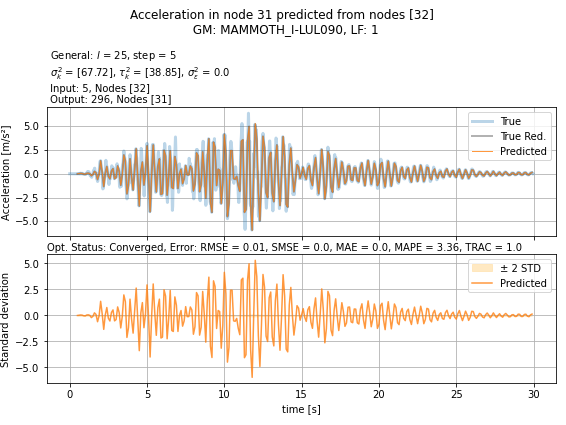 Acceleration in node 31 predicted from nodes [32]
GM: MAMMOTH_I-LUL090, LF: 1
General: l = 25, step = 5
σ²ₖ = [67.72], τ²ₖ = [38.85], σ²_ε = 0.0
Input: 5, Nodes [32]
Output: 296, Nodes [31]
Acceleration [m/s²]
5.0
2.5
0.0
−2.5
−5.0
True
True Red.
Predicted
Opt. Status: Converged, Error: RMSE = 0.01, SMSE = 0.0, MAE = 0.0, MAPE = 3.36, TRAC = 1.0
Standard deviation
5.0
2.5
0.0
−2.5
−5.0
± 2 STD
Predicted
0 5 10 15 20 25 30
time [s]